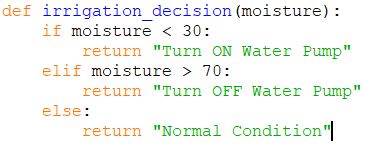 def irrigation_decision(moisture):
    if moisture < 30:
        return "Turn ON Water Pump"
    elif moisture > 70:
        return "Turn OFF Water Pump"
    else:
        return "Normal Condition"